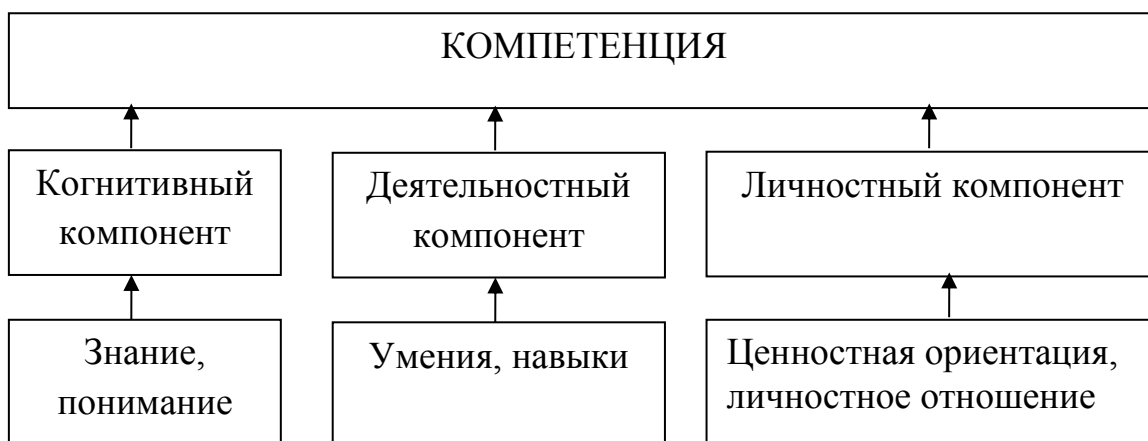 КОМПЕТЕНЦИЯ
Когнитивный
компонент
Деятельностный
компонент
Личностный компонент
Знание,
понимание
Умения, навыки
Ценностная ориентация,
личностное отношение